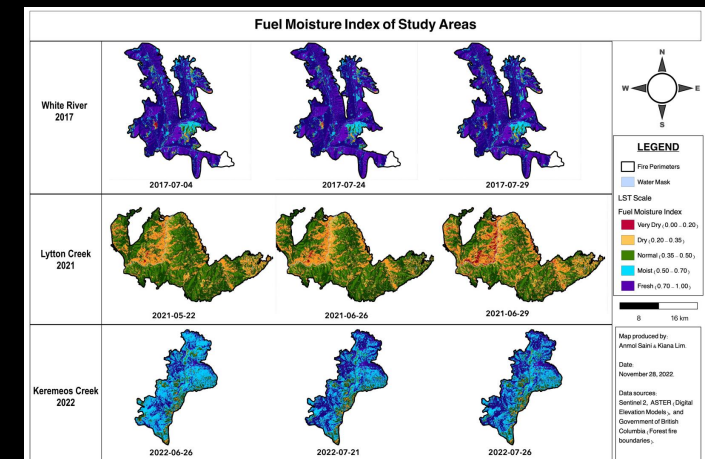 Fuel Moisture Index of Study Areas
White River
2017
2017-07-04
2017-07-24
2017-07-29
Lytton Creek
2021
2021-05-22
2021-06-26
2021-06-29
Keremeos Creek
2022
2022-06-26
2022-07-21
2022-07-26
N
W
E
S
LEGEND
Fire Perimeters
Water Mask
LST Scale
Fuel Moisture Index
Very Dry (0.00 - 0.20)
Dry (0.20 - 0.35)
Normal (0.35 - 0.50)
Moist (0.50 - 0.70)
Fresh (0.70 - 1.00)
8 16 km
Map produced by:
Anmol Saini & Kiana Lim.
Date:
November 28, 2022.
Data sources:
Sentinel 2, ASTER (Digital
Elevation Models), and
Government of British
Columbia (Forest fire
boundaries).